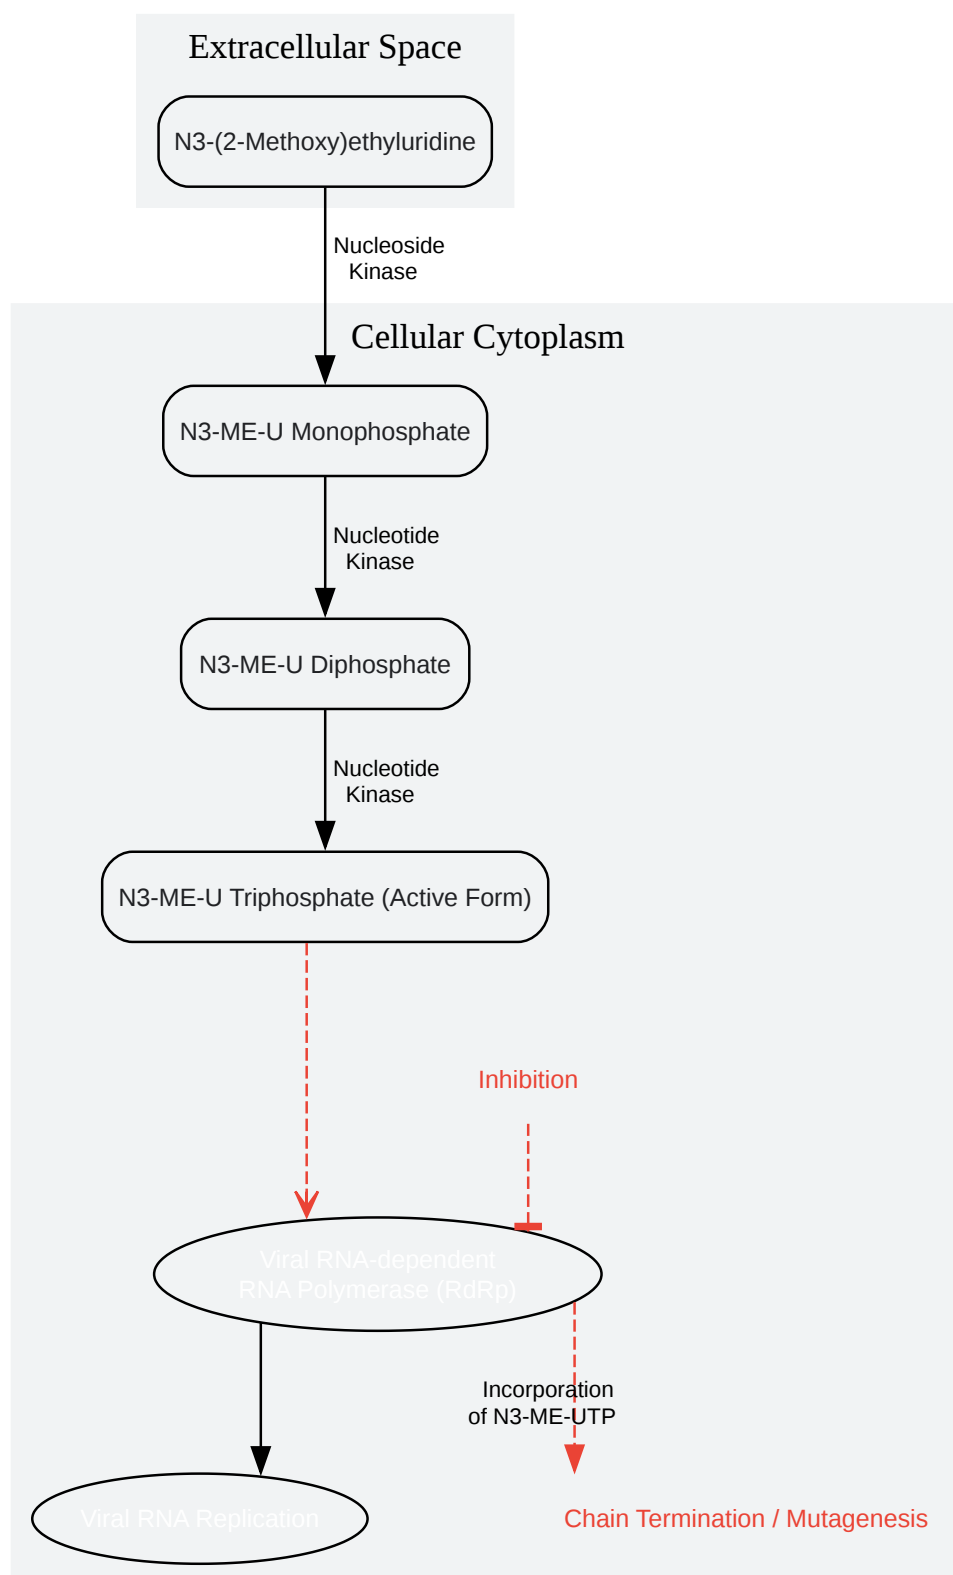 Extracellular Space
N3-(2-Methoxy)ethyluridine
Nucleoside
Kinase
Cellular Cytoplasm
N3-ME-U Monophosphate
Nucleotide
Kinase
N3-ME-U Diphosphate
Nucleotide
Kinase
N3-ME-U Triphosphate (Active Form)
Inhibition
Viral RNA-dependent
RNA Polymerase (RdRp)
Incorporation
of N3-ME-UTP
Viral RNA Replication
Chain Termination / Mutagenesis